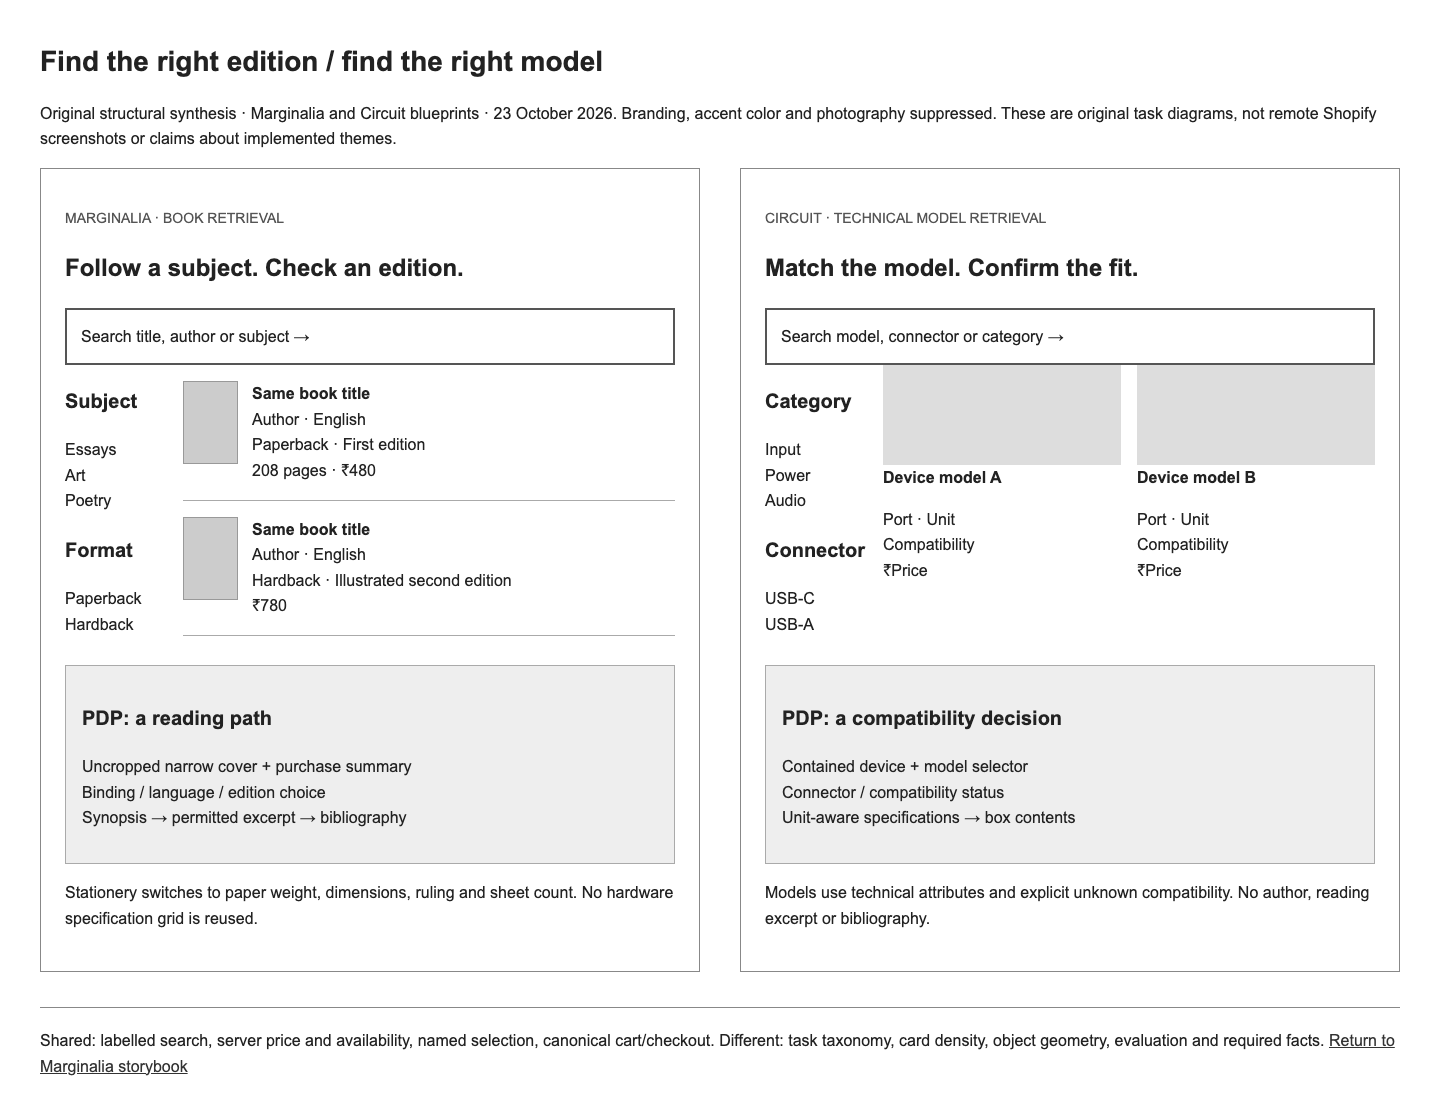 Find the right edition / find the right model
Original structural synthesis · Marginalia and Circuit blueprints · 23 October 2026. Branding, accent color and photography suppressed. These are original task diagrams, not remote Shopify
screenshots or claims about implemented themes.
MARGINALIA · BOOK RETRIEVAL
Follow a subject. Check an edition.
Search title, author or subject →
Subject
Essays
Art
Poetry
Format
Paperback
Hardback
Same book title
Author · English
Paperback · First edition
208 pages · ₹480
Same book title
Author · English
Hardback · Illustrated second edition
₹780
PDP: a reading path
Uncropped narrow cover + purchase summary
Binding / language / edition choice
Synopsis → permitted excerpt → bibliography
Stationery switches to paper weight, dimensions, ruling and sheet count. No hardware
specification grid is reused.
CIRCUIT · TECHNICAL MODEL RETRIEVAL
Match the model. Confirm the fit.
Search model, connector or category →
Category
Input
Power
Audio
Connector
USB-C
USB-A
Device model A
Port · Unit
Compatibility
₹Price
Device model B
Port · Unit
Compatibility
₹Price
PDP: a compatibility decision
Contained device + model selector
Connector / compatibility status
Unit-aware specifications → box contents
Models use technical attributes and explicit unknown compatibility. No author, reading
excerpt or bibliography.
Shared: labelled search, server price and availability, named selection, canonical cart/checkout. Different: task taxonomy, card density, object geometry, evaluation and required facts. Return to
Marginalia storybook